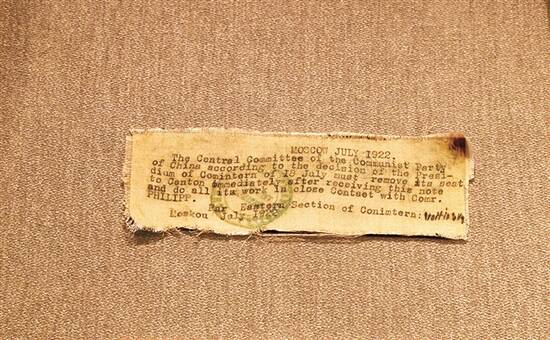 MOSCOW JULY 1922.
The Central Committee of the Communist Party
of China according to the decision of the Presi-
dium of Comintern of 18 July must remove its seat
to Canton immediately after receiving this note
and do all its work in close Contact with Comr.
PHILIPP.
Far Eastern Section of Conimtern:
Moskou July